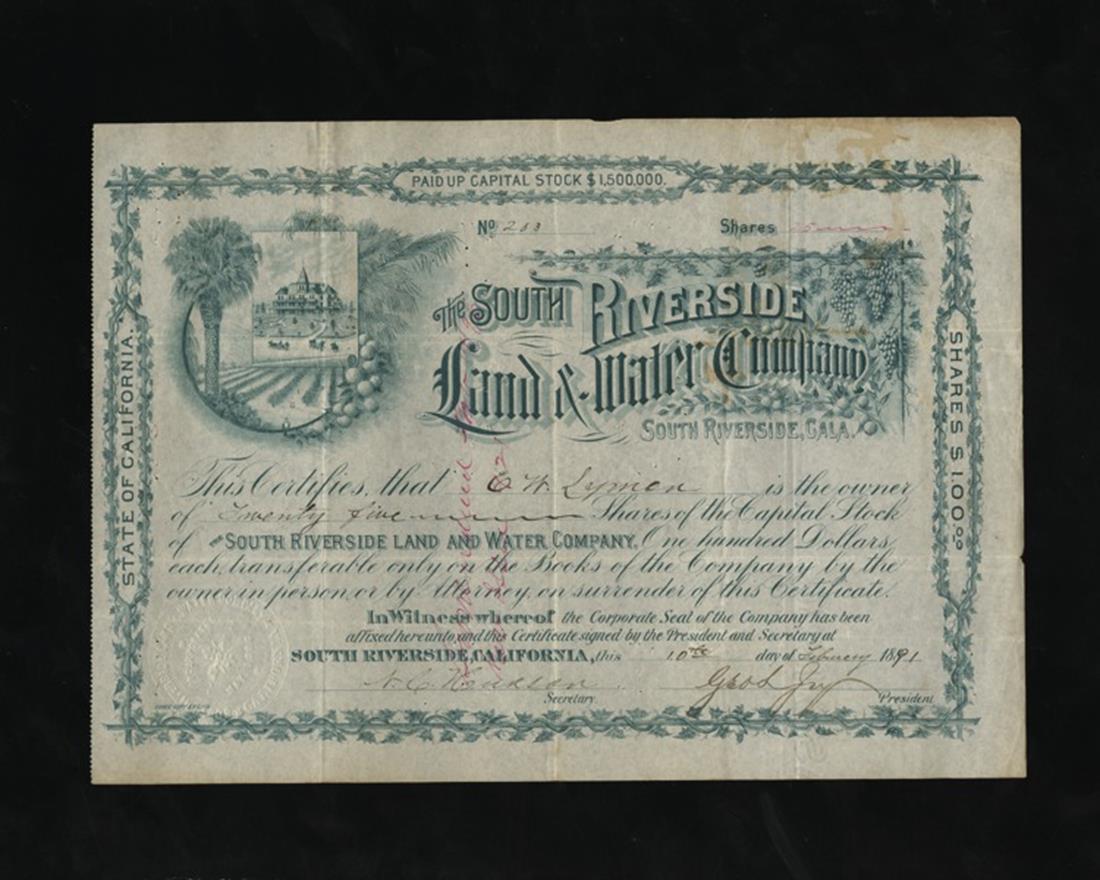 PAID UP CAPITAL STOCK $1,500,000.
No 253
Shares
The SOUTH RIVERSIDE
Land & Water Company
SOUTH RIVERSIDE, CALA.
STATE OF CALIFORNIA.
SHARES $100.00
This Certifies, that C W Lyman is the owner
of Twenty five Shares of the Capital Stock
of THE SOUTH RIVERSIDE LAND AND WATER COMPANY, One hundred Dollars
each, transferable only on the Books of the Company by the
owner in person, or by Attorney, on surrender of this Certificate.
In Witness whereof the Corporate Seal of the Company has been
affixed hereunto, and this Certificate signed by the President and Secretary at
SOUTH RIVERSIDE, CALIFORNIA, this 10th day of February 1891
Secretary.
President